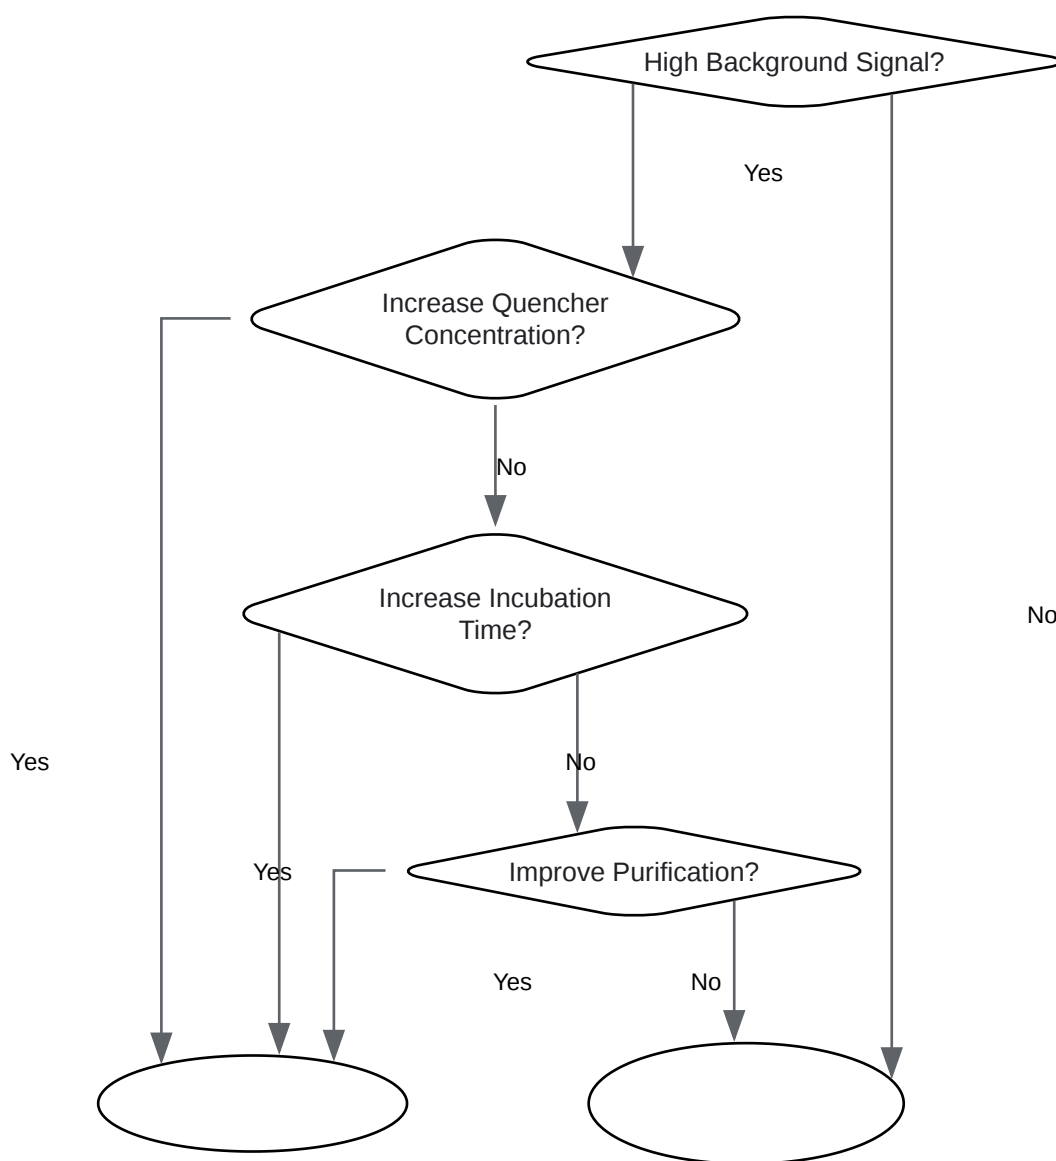 High Background Signal?
Yes
Increase Quencher
Concentration?
No
Increase Incubation
Time?
No
Yes
No
Improve Purification?
Yes
Yes
No